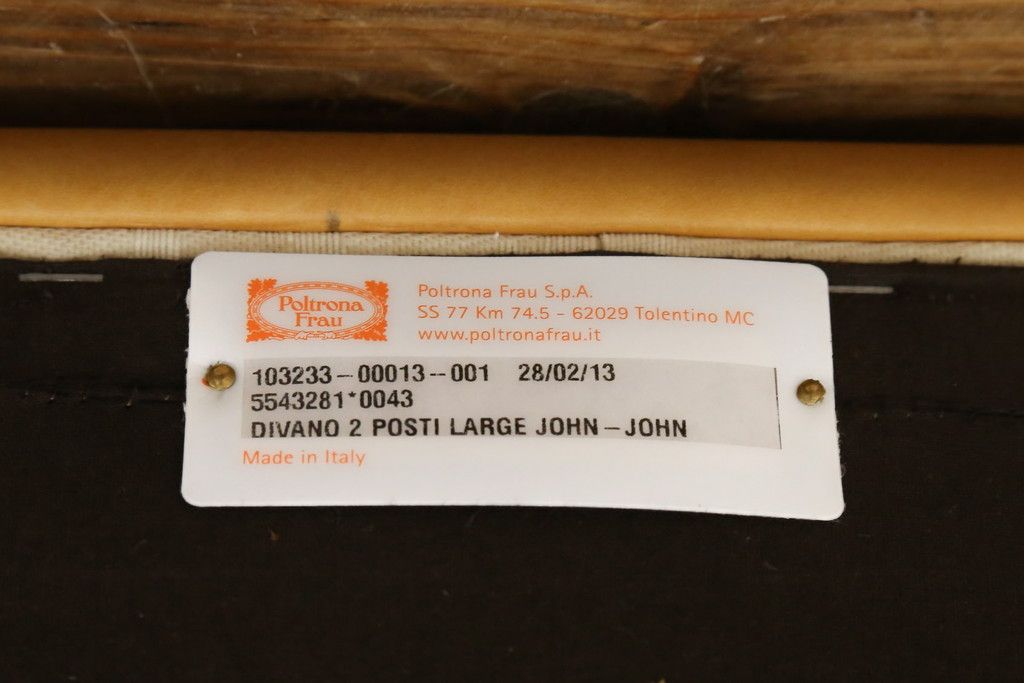 Poltrona
Frau
Poltrona Frau S.p.A.
SS 77 Km 74.5 - 62029 Tolentino MC
www.poltronafrau.it
103233-00013--001 28/02/13
5543281*0043
DIVANO 2 POSTI LARGE JOHN-JOHN
Made in Italy